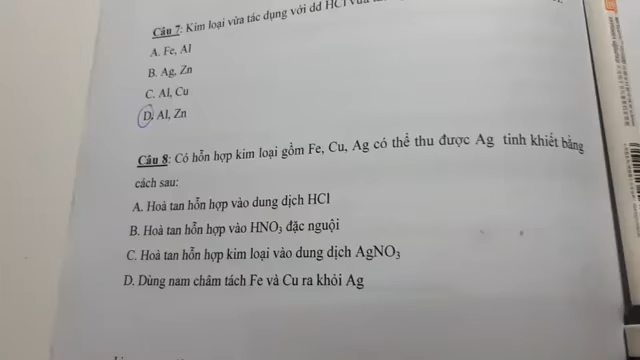 Câu 7: Kim loại vừa tác dụng với dd HCl vừa
A. Fe, Al
B. Ag, Zn
C. Al, Cu
D. Al, Zn
Câu 8: Có hỗn hợp kim loại gồm Fe, Cu, Ag có thể thu được Ag tinh khiết bằng
cách sau:
A. Hoà tan hỗn hợp vào dung dịch HCl
B. Hoà tan hỗn hợp vào HNO₃ đặc nguội
C. Hoà tan hỗn hợp kim loại vào dung dịch AgNO₃
D. Dùng nam châm tách Fe và Cu ra khỏi Ag